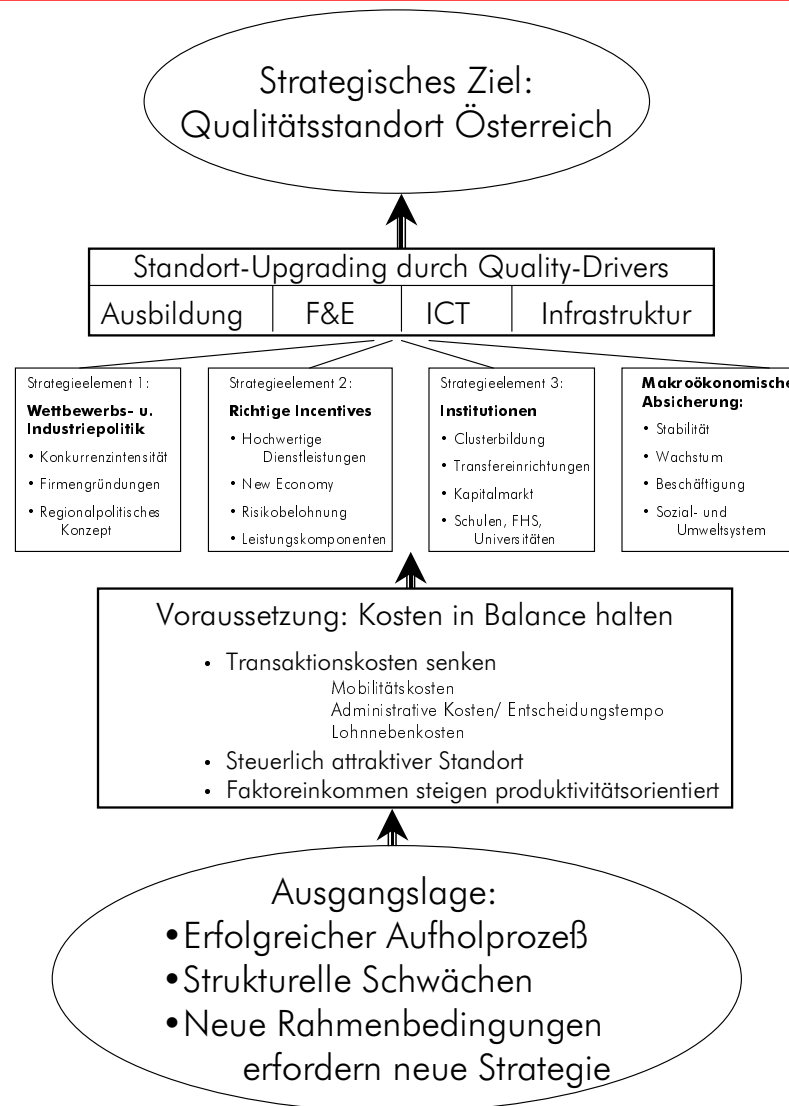 Strategisches Ziel:
Qualitätsstandort Österreich
Standort-Upgrading durch Quality-Drivers
Ausbildung
F&E
ICT
Infrastruktur
Strategieelement 1:
Wettbewerbs- u.
Industriepolitik
• Konkurrenzintensität
• Firmengründungen
• Regionalpolitisches
Konzept
Strategieelement 2:
Richtige Incentives
• Hochwertige
Dienstleistungen
• New Economy
• Risikobelohnung
• Leistungskomponenten
Strategieelement 3:
Institutionen
• Clusterbildung
• Transfereinrichtungen
• Kapitalmarkt
• Schulen, FHS,
Universitäten
Makroökonomische
Absicherung:
• Stabilität
• Wachstum
• Beschäftigung
• Sozial- und
Umweltsystem
Voraussetzung: Kosten in Balance halten
• Transaktionskosten senken
Mobilitätskosten
Administrative Kosten/ Entscheidungstempo
Lohnnebenkosten
• Steuerlich attraktiver Standort
• Faktoreinkommen steigen produktivitätsorientiert
Ausgangslage:
•Erfolgreicher Aufholprozeß
•Strukturelle Schwächen
•Neue Rahmenbedingungen
erfordern neue Strategie